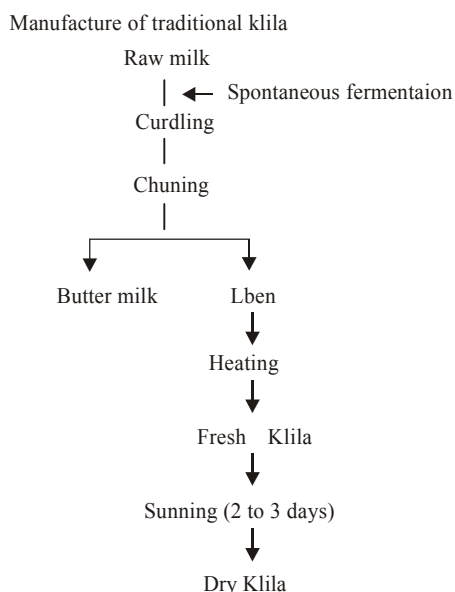 Manufacture of traditional klila
Raw milk
Spontaneous fermentaion
Curdling
Chuning
Butter milk Lben
Heating
Fresh Klila
Sunning (2 to 3 days)
Dry Klila